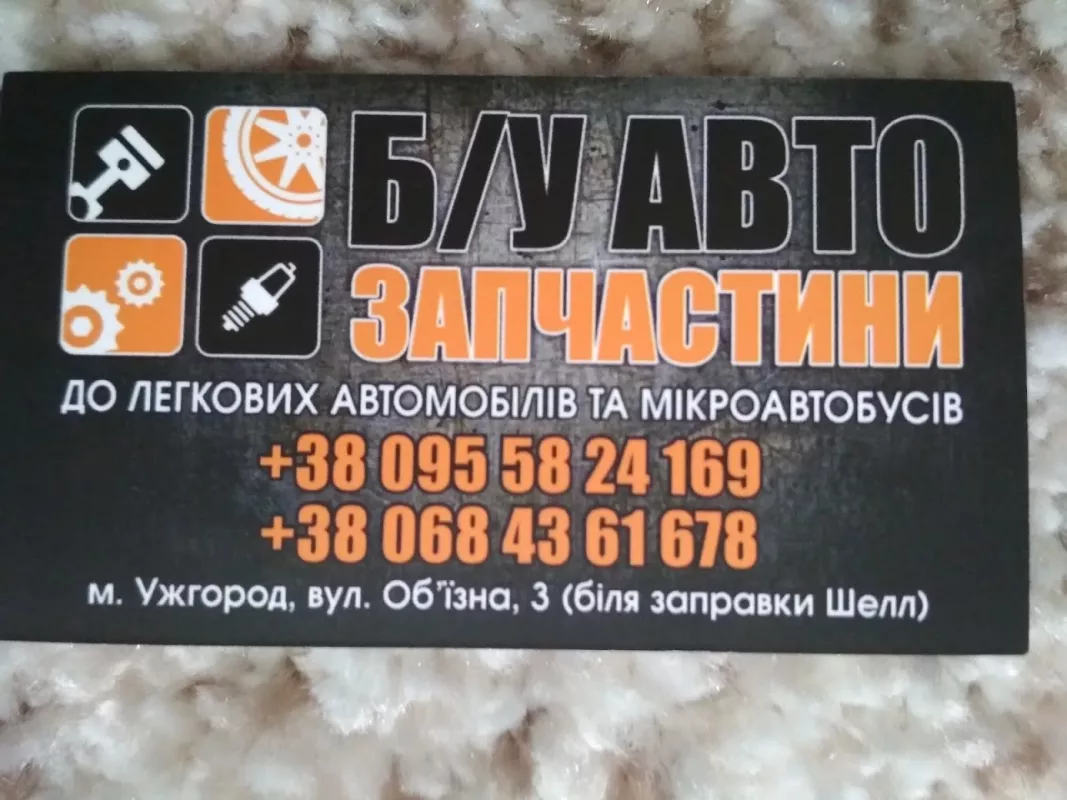 Б/У АВТО
ЗАПЧАСТИНИ
ДО ЛЕГКОВИХ АВТОМОБІЛІВ ТА МІКРОАВТОБУСІВ
+38 095 58 24 169
+38 068 43 61 678
м. Ужгород, вул. Об'їзна, 3 (біля заправки Шелл)